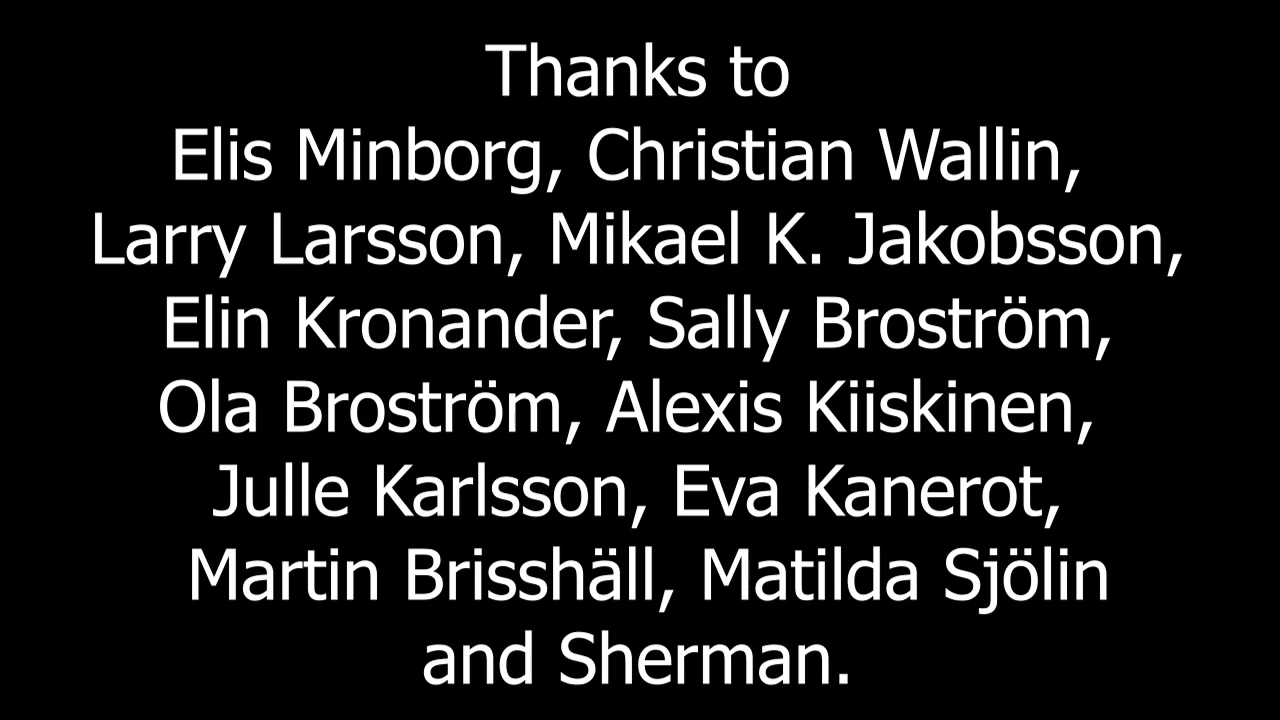 Thanks to
Elis Minborg, Christian Wallin,
Larry Larsson, Mikael K. Jakobsson,
Elin Kronander, Sally Broström,
Ola Broström, Alexis Kiiskinen,
Julle Karlsson, Eva Kanerot,
Martin Brisshäll, Matilda Sjölin
and Sherman.